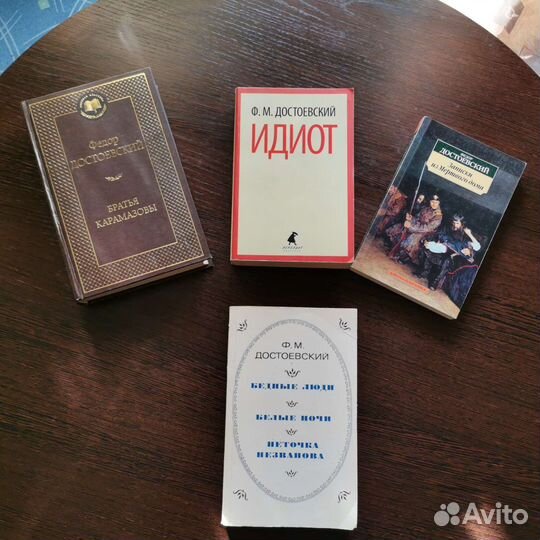 Федор
ДОСТОЕВСКИЙ
БРАТЬЯ
КАРАМАЗОВЫ
Ф. М. ДОСТОЕВСКИЙ
ИДИОТ
ДОСТОЕВСКИЙ
Записки
из Мертвого дома
Ф. М.
ДОСТОЕВСКИЙ
БЕДНЫЕ ЛЮДИ
БЕЛЫЕ НОЧИ
НЕТОЧКА
НЕЗВАНОВА
Avito